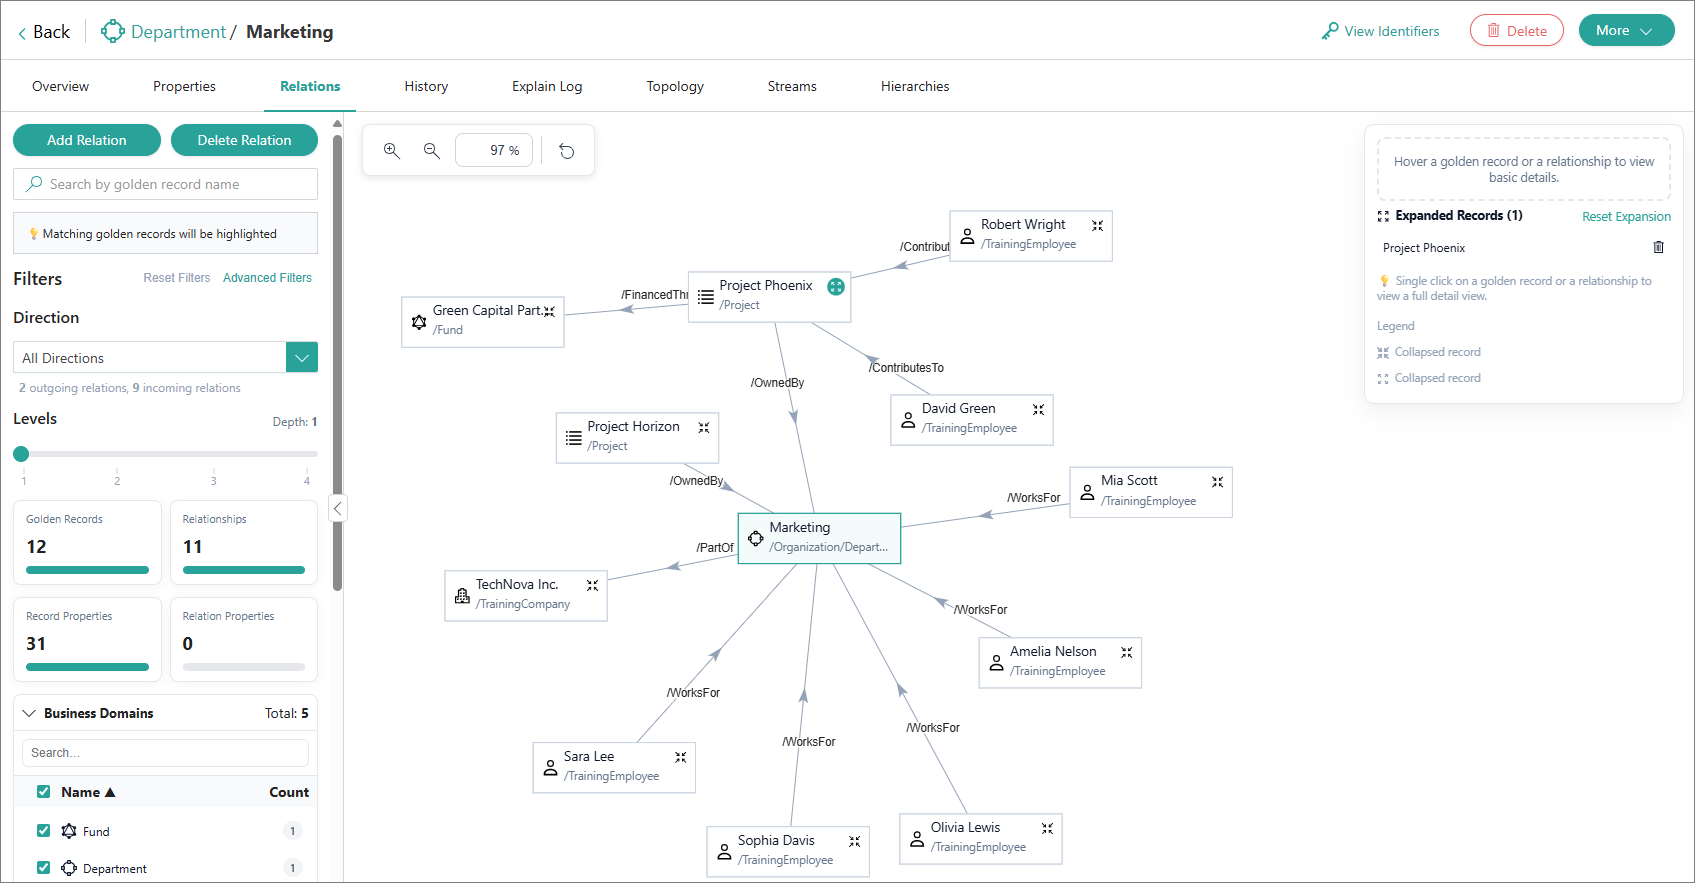 Back
Department / Marketing
View Identifiers
Delete
More
Overview
Properties
Relations
History
Explain Log
Topology
Streams
Hierarchies
Add Relation
Delete Relation
Search by golden record name
Matching golden records will be highlighted
Filters
Reset Filters
Advanced Filters
Direction
All Directions
2 outgoing relations, 9 incoming relations
Levels
Depth: 1
1
2
3
4
Golden Records
12
Relationships
11
Record Properties
31
Relation Properties
0
Business Domains
Total: 5
Search...
Name ▲
Count
Fund
1
Department
1
97 %
Robert Wright
/TrainingEmployee
/Contribut
Project Phoenix
/Project
/FinancedThr
Green Capital Part...
/Fund
/ContributesTo
/OwnedBy
David Green
/TrainingEmployee
Project Horizon
/Project
/OwnedBy
Mia Scott
/TrainingEmployee
/WorksFor
Marketing
/Organization/Depart...
/PartOf
TechNova Inc.
/TrainingCompany
/WorksFor
Amelia Nelson
/TrainingEmployee
/WorksFor
/WorksFor
/WorksFor
Sara Lee
/TrainingEmployee
Sophia Davis
/TrainingEmployee
Olivia Lewis
/TrainingEmployee
Hover a golden record or a relationship to view
basic details.
Expanded Records (1)
Reset Expansion
Project Phoenix
Single click on a golden record or a relationship to
view a full detail view.
Legend
Collapsed record
Collapsed record